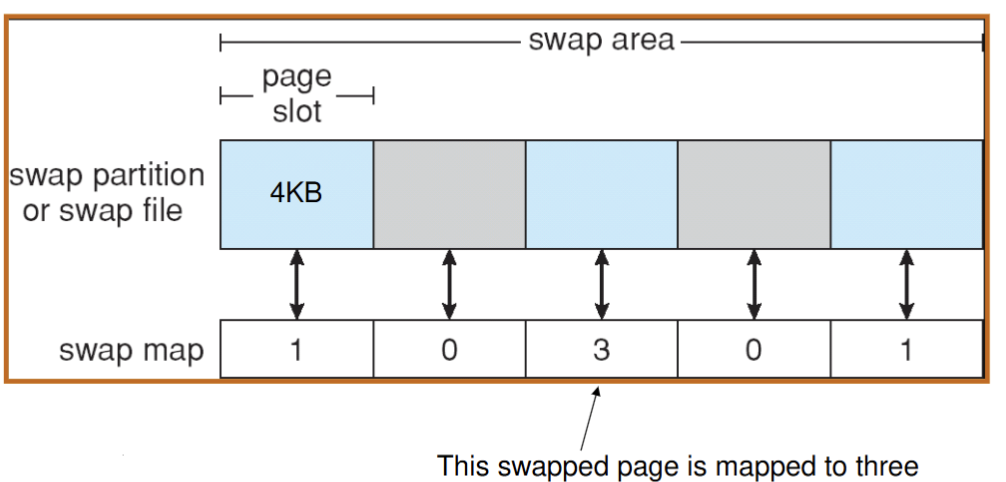 swap area
page
slot
swap partition
or swap file
4KB
swap map
1
0
3
0
1
This swapped page is mapped to three